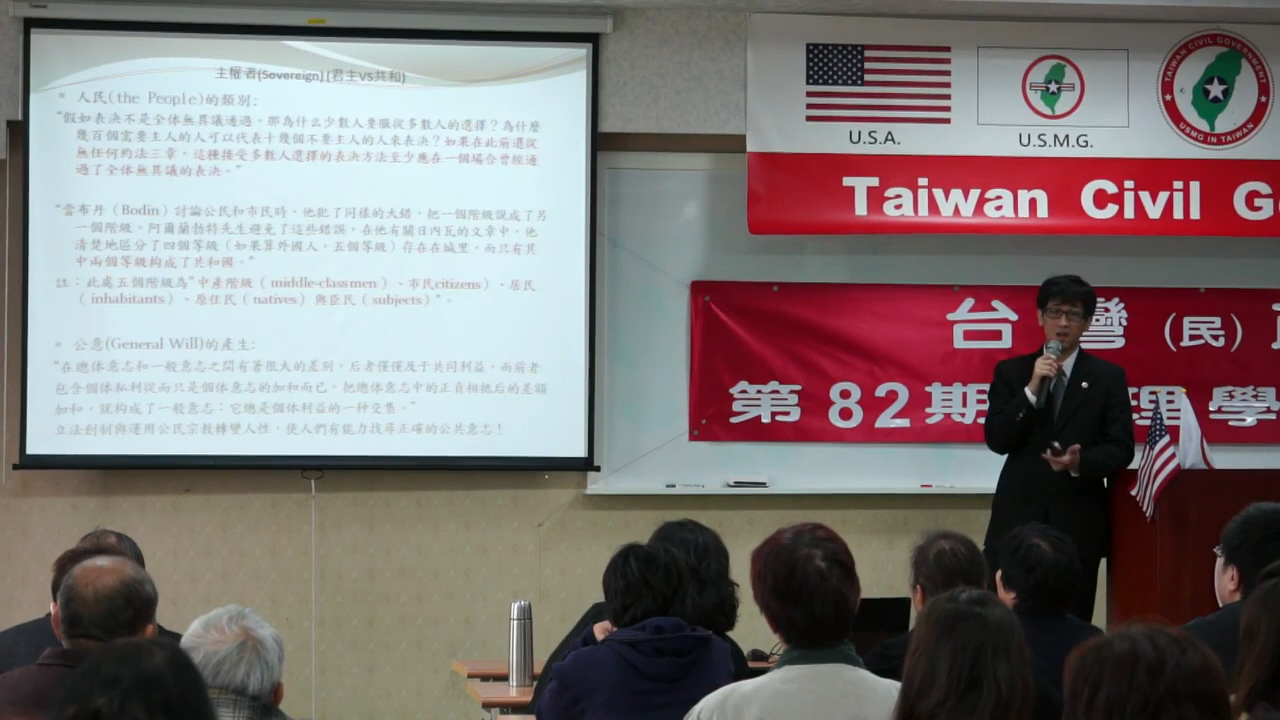 主權者(Sovereign) (君主VS共和)
• 人民(the People)的類別:
“假如表決不是全体無異議通過，那為什么少數人要服從多數人的選擇？為什麼
幾百個需要主人的人可以代表十幾個不要主人的人來表決？如果在此前選從
無任何約法三章，這種接受多數人選擇的表決方法至少應在一個場合曾經通
過了全体無異議的表決。”
“當布丹（Bodin）討論公民和市民時，他犯了同樣的大錯，把一個階級說成了另
一個階級。阿爾蘭勃特先生避免了這些錯誤，在他有關日內瓦的文章中，他
清楚地區分了四個等級（如果算外國人，五個等級）存在在城里，而只有其
中兩個等級构成了共和國。”
註：此處五個階級為“中產階級（middle-classmen）、市民citizens）、居民
（inhabitants）、原住民（natives）與臣民（subjects）”。
• 公意(General Will)的產生:
“在總体意志和一般意志之間有著很大的差別。后者僅僅及于共同利益，而前者
包含個体私利從而只是個体意志的加和而已。把總体意志中的正負相抵后的差額
加和，就构成了一般意志：它總是個体利益的一种交集。”
立法創制與運用公民宗教轉變人性，使人們有能力找尋正確的公共意志！
U.S.A.
U.S.M.G.
TAIWAN CIVIL GOVERNMENT
USMG IN TAIWAN
Taiwan Civil G
台灣（民）
第82期 理學